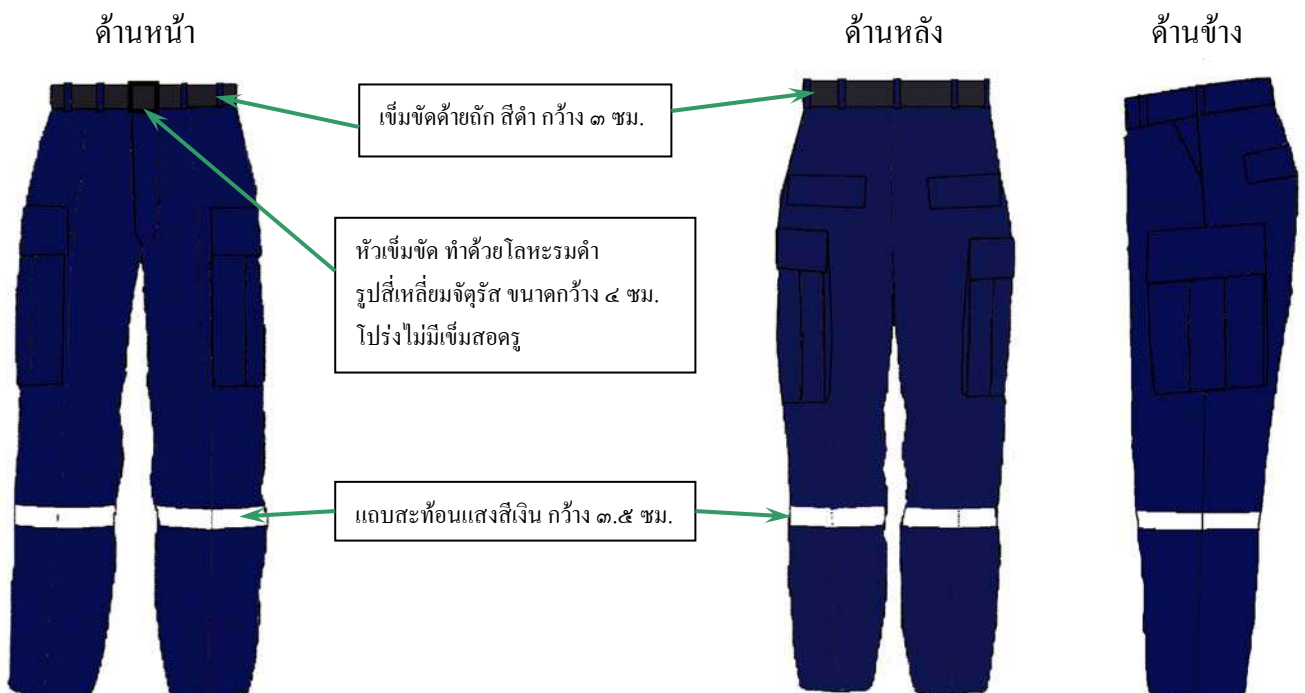 ด้านหน้า
ด้านหลัง
ด้านข้าง
เข็มขัดด้ายถัก สีดำ กว้าง ๓ ซม.
หัวเข็มขัด ทำด้วยโลหะรมดำ
รูปสี่เหลี่ยมจัตุรัส ขนาดกว้าง ๔ ซม.
โปร่งไม่มีเข็มสอดรู
แถบสะท้อนแสงสีเงิน กว้าง ๓.๕ ซม.